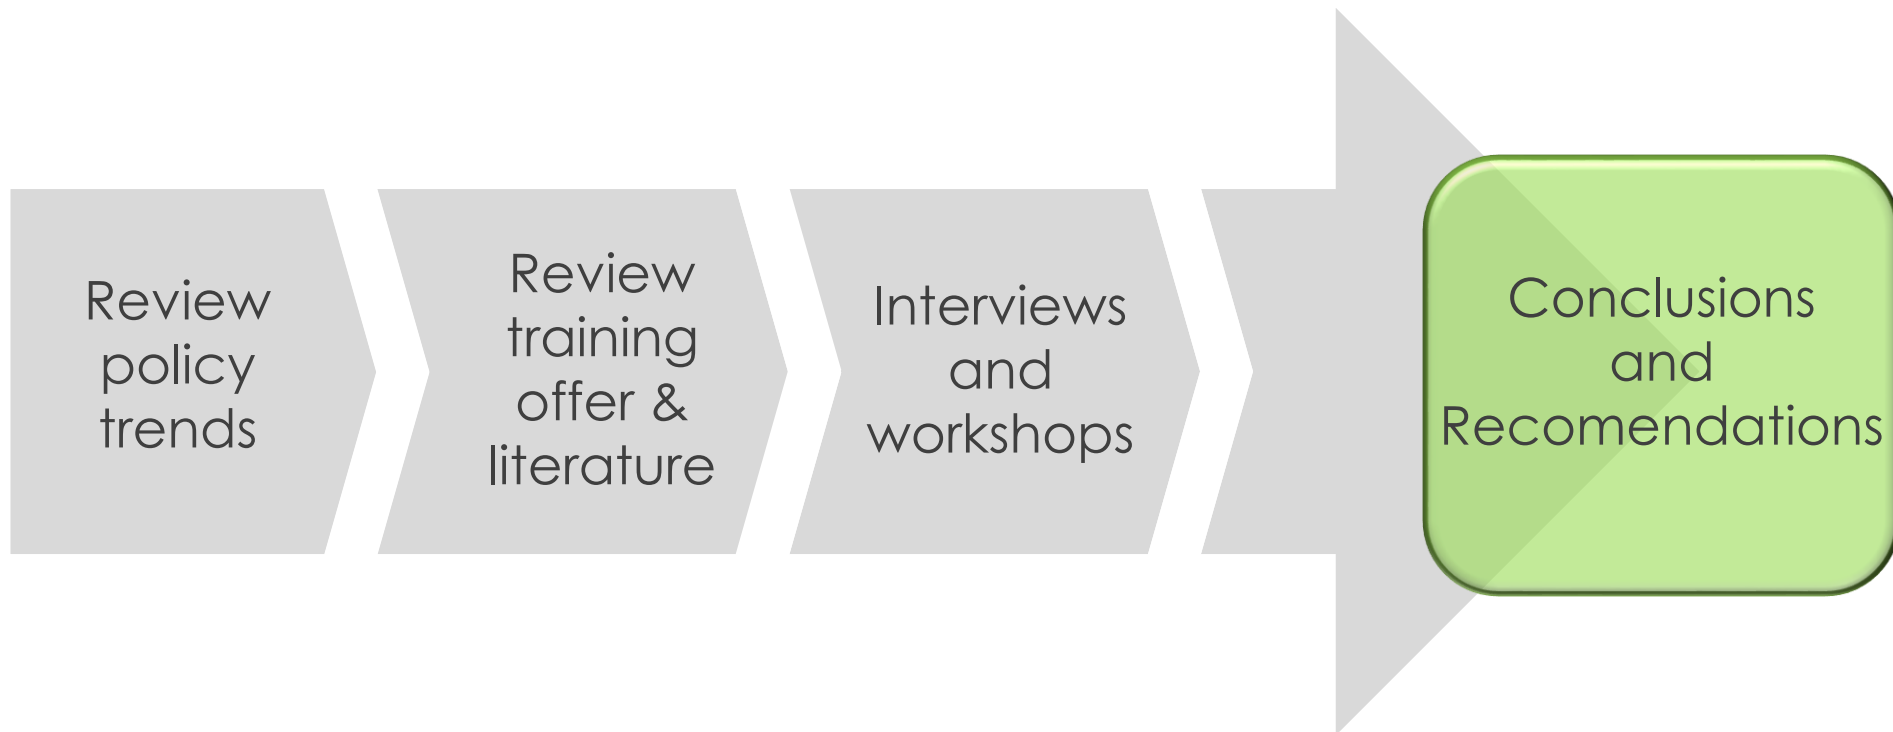 Review
policy
trends
Review
training
offer &
literature
Interviews
and
workshops
Conclusions
and
Recomendations